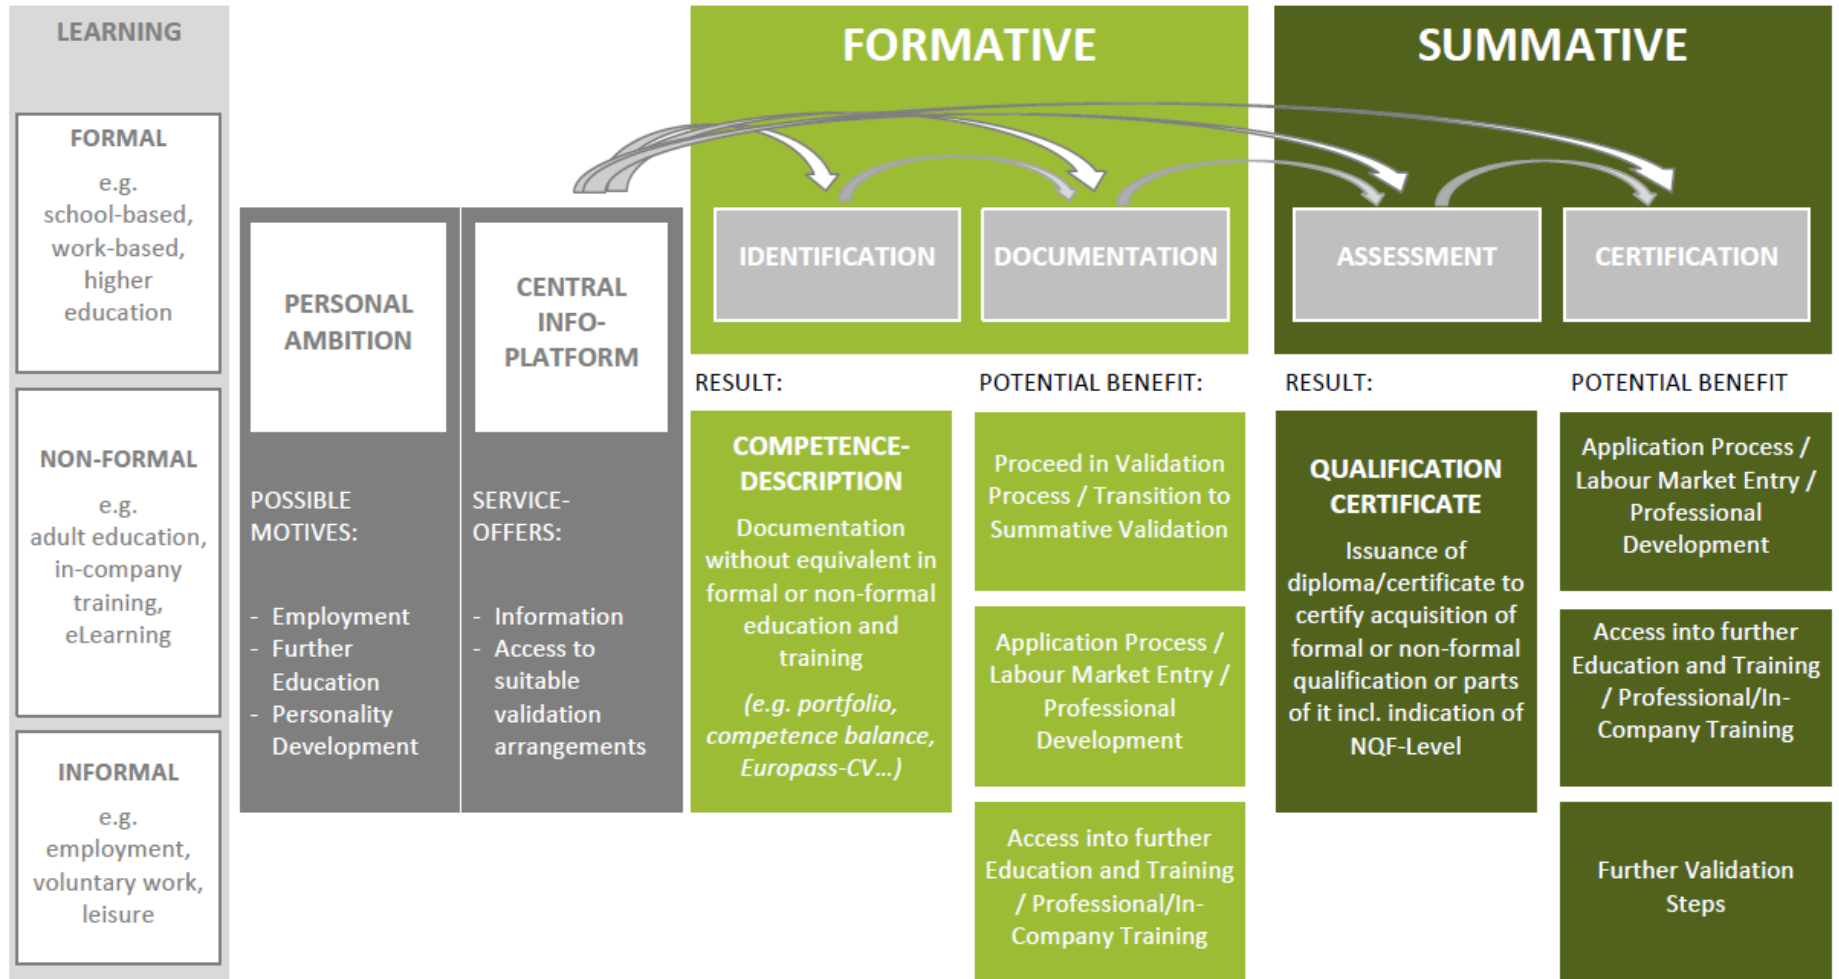 LEARNING
FORMAL
e.g.
school-based,
work-based,
higher
education
NON-FORMAL
e.g.
adult education,
in-company
training,
eLearning
INFORMAL
e.g.
employment,
voluntary work,
leisure
PERSONAL
AMBITION
POSSIBLE
MOTIVES:
- Employment
- Further
Education
- Personality
Development
CENTRAL
INFO-
PLATFORM
SERVICE-
OFFERS:
- Information
- Access to
suitable
validation
arrangements
FORMATIVE
IDENTIFICATION
DOCUMENTATION
RESULT:
COMPETENCE-
DESCRIPTION
Documentation
without equivalent in
formal or non-formal
education and
training
(e.g. portfolio,
competence balance,
Europass-CV...)
POTENTIAL BENEFIT:
Proceed in Validation
Process / Transition to
Summative Validation
Application Process /
Labour Market Entry /
Professional
Development
Access into further
Education and Training
/ Professional/In-
Company Training
SUMMATIVE
ASSESSMENT
CERTIFICATION
RESULT:
QUALIFICATION
CERTIFICATE
Issuance of
diploma/certificate to
certify acquisition of
formal or non-formal
qualification or parts
of it incl. indication of
NQF-Level
POTENTIAL BENEFIT
Application Process /
Labour Market Entry /
Professional
Development
Access into further
Education and Training
/ Professional/In-
Company Training
Further Validation
Steps